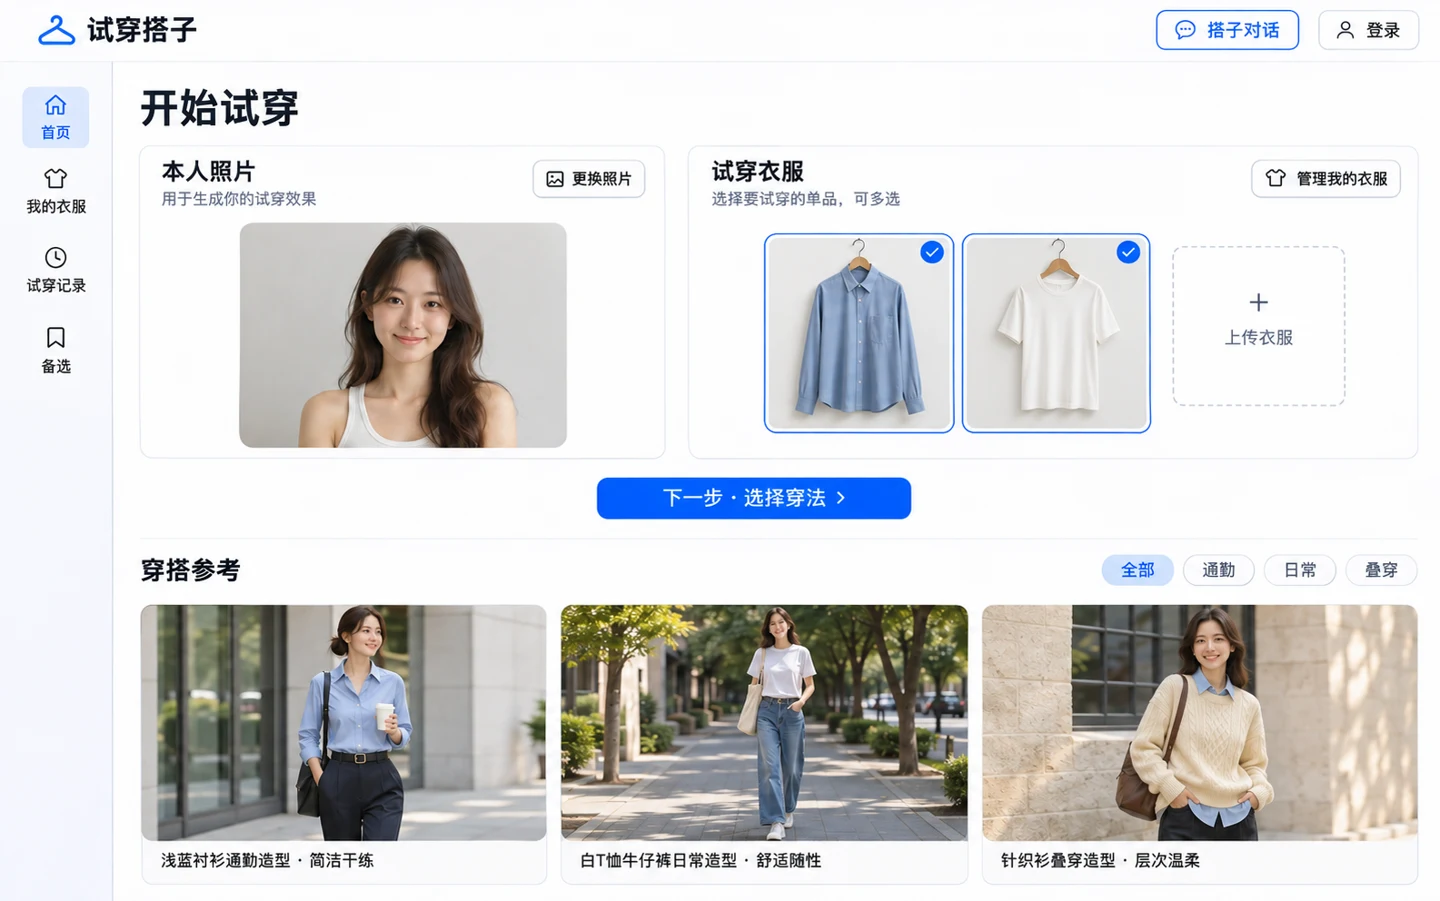 试穿搭子
搭子对话
登录
首页
我的衣服
试穿记录
备选
开始试穿
本人照片
用于生成你的试穿效果
更换照片
试穿衣服
选择要试穿的单品，可多选
管理我的衣服
上传衣服
下一步 · 选择穿法
穿搭参考
全部
通勤
日常
叠穿
浅蓝衬衫通勤造型 · 简洁干练
白T恤牛仔裤日常造型 · 舒适随性
针织衫叠穿造型 · 层次温柔